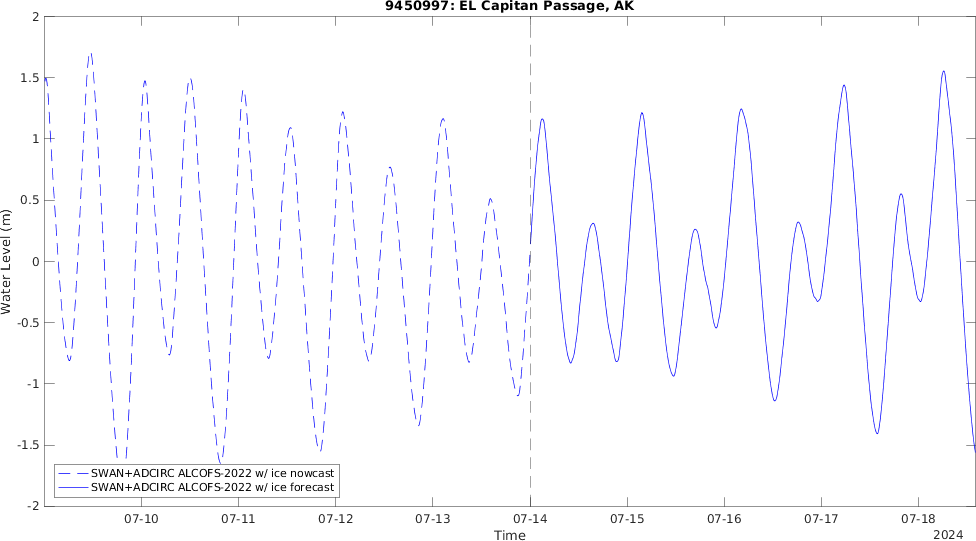 9450997: EL Capitan Passage, AK
2
1.5
1
0.5
0
-0.5
-1
-1.5
-2
Water Level (m)
SWAN+ADCIRC ALCOFS-2022 w/ ice nowcast
SWAN+ADCIRC ALCOFS-2022 w/ ice forecast
07-10 07-11 07-12 07-13 07-14 07-15 07-16 07-17 07-18
Time
2024